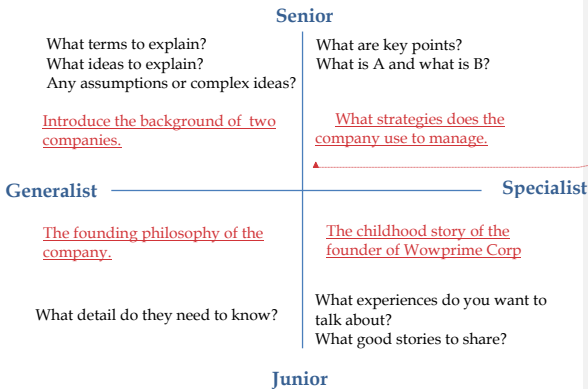 Senior
What terms to explain?
What ideas to explain?
Any assumptions or complex ideas?
What are key points?
What is A and what is B?
Introduce the background of two
companies.
What strategies does the
company use to manage.
Generalist
Specialist
The founding philosophy of the
company.
The childhood story of the
founder of Wowprime Corp
What detail do they need to know?
What experiences do you want to
talk about?
What good stories to share?
Junior